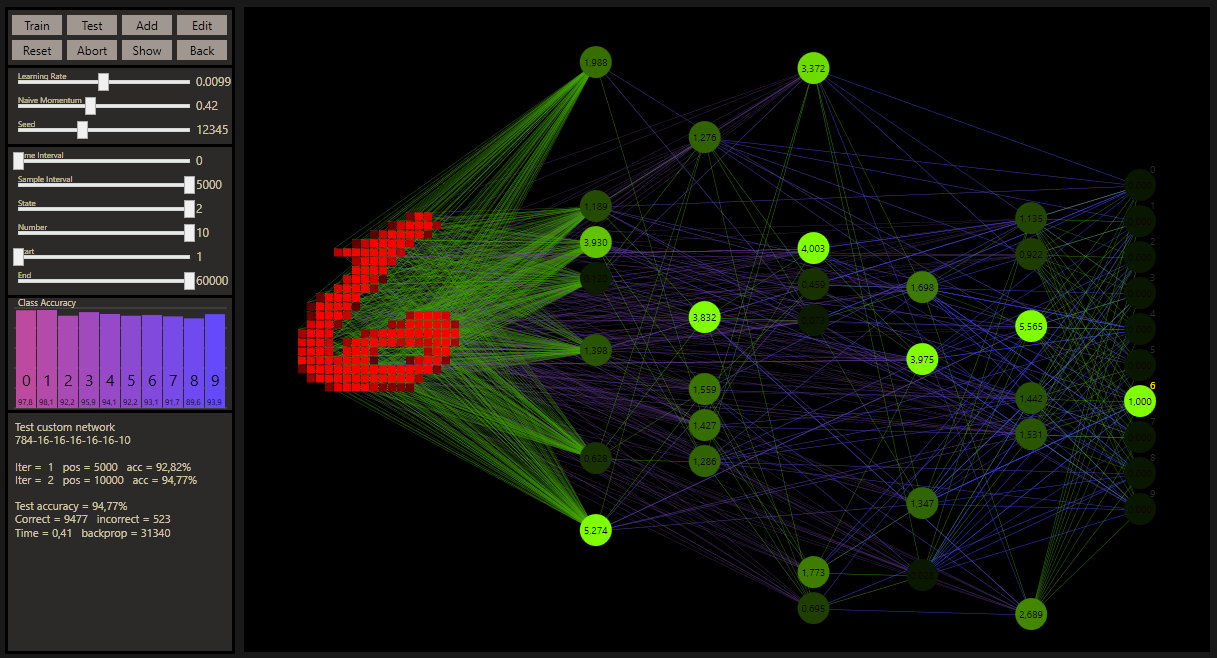 Train Test Add Edit
Reset Abort Show Back
Learning Rate 0.0099
Naive Momentum 0.42
Seed 12345
me Interval 0
Sample Interval 5000
State 2
Number 10
art 1
End 60000
Class Accuracy
0 1 2 3 4 5 6 7 8 9
97,8 98,1 92,2 95,9 94,1 92,2 93,1 91,7 89,6 93,9
Test custom network
784-16-16-16-16-16-10
Iter = 1 pos = 5000 acc = 92,82%
Iter = 2 pos = 10000 acc = 94,77%
Test accuracy = 94,77%
Correct = 9477 incorrect = 523
Time = 0,41 backprop = 31340
1,988
1,189
3,930
1,398
0,628
5,274
1,276
3,832
1,559
1,427
1,286
3,372
4,003
0,459
1,773
0,695
1,698
3,975
1,347
1,135
0,922
5,565
1,442
1,531
2,689
0
1
2
3
4
5
6
1,000
7
8
9